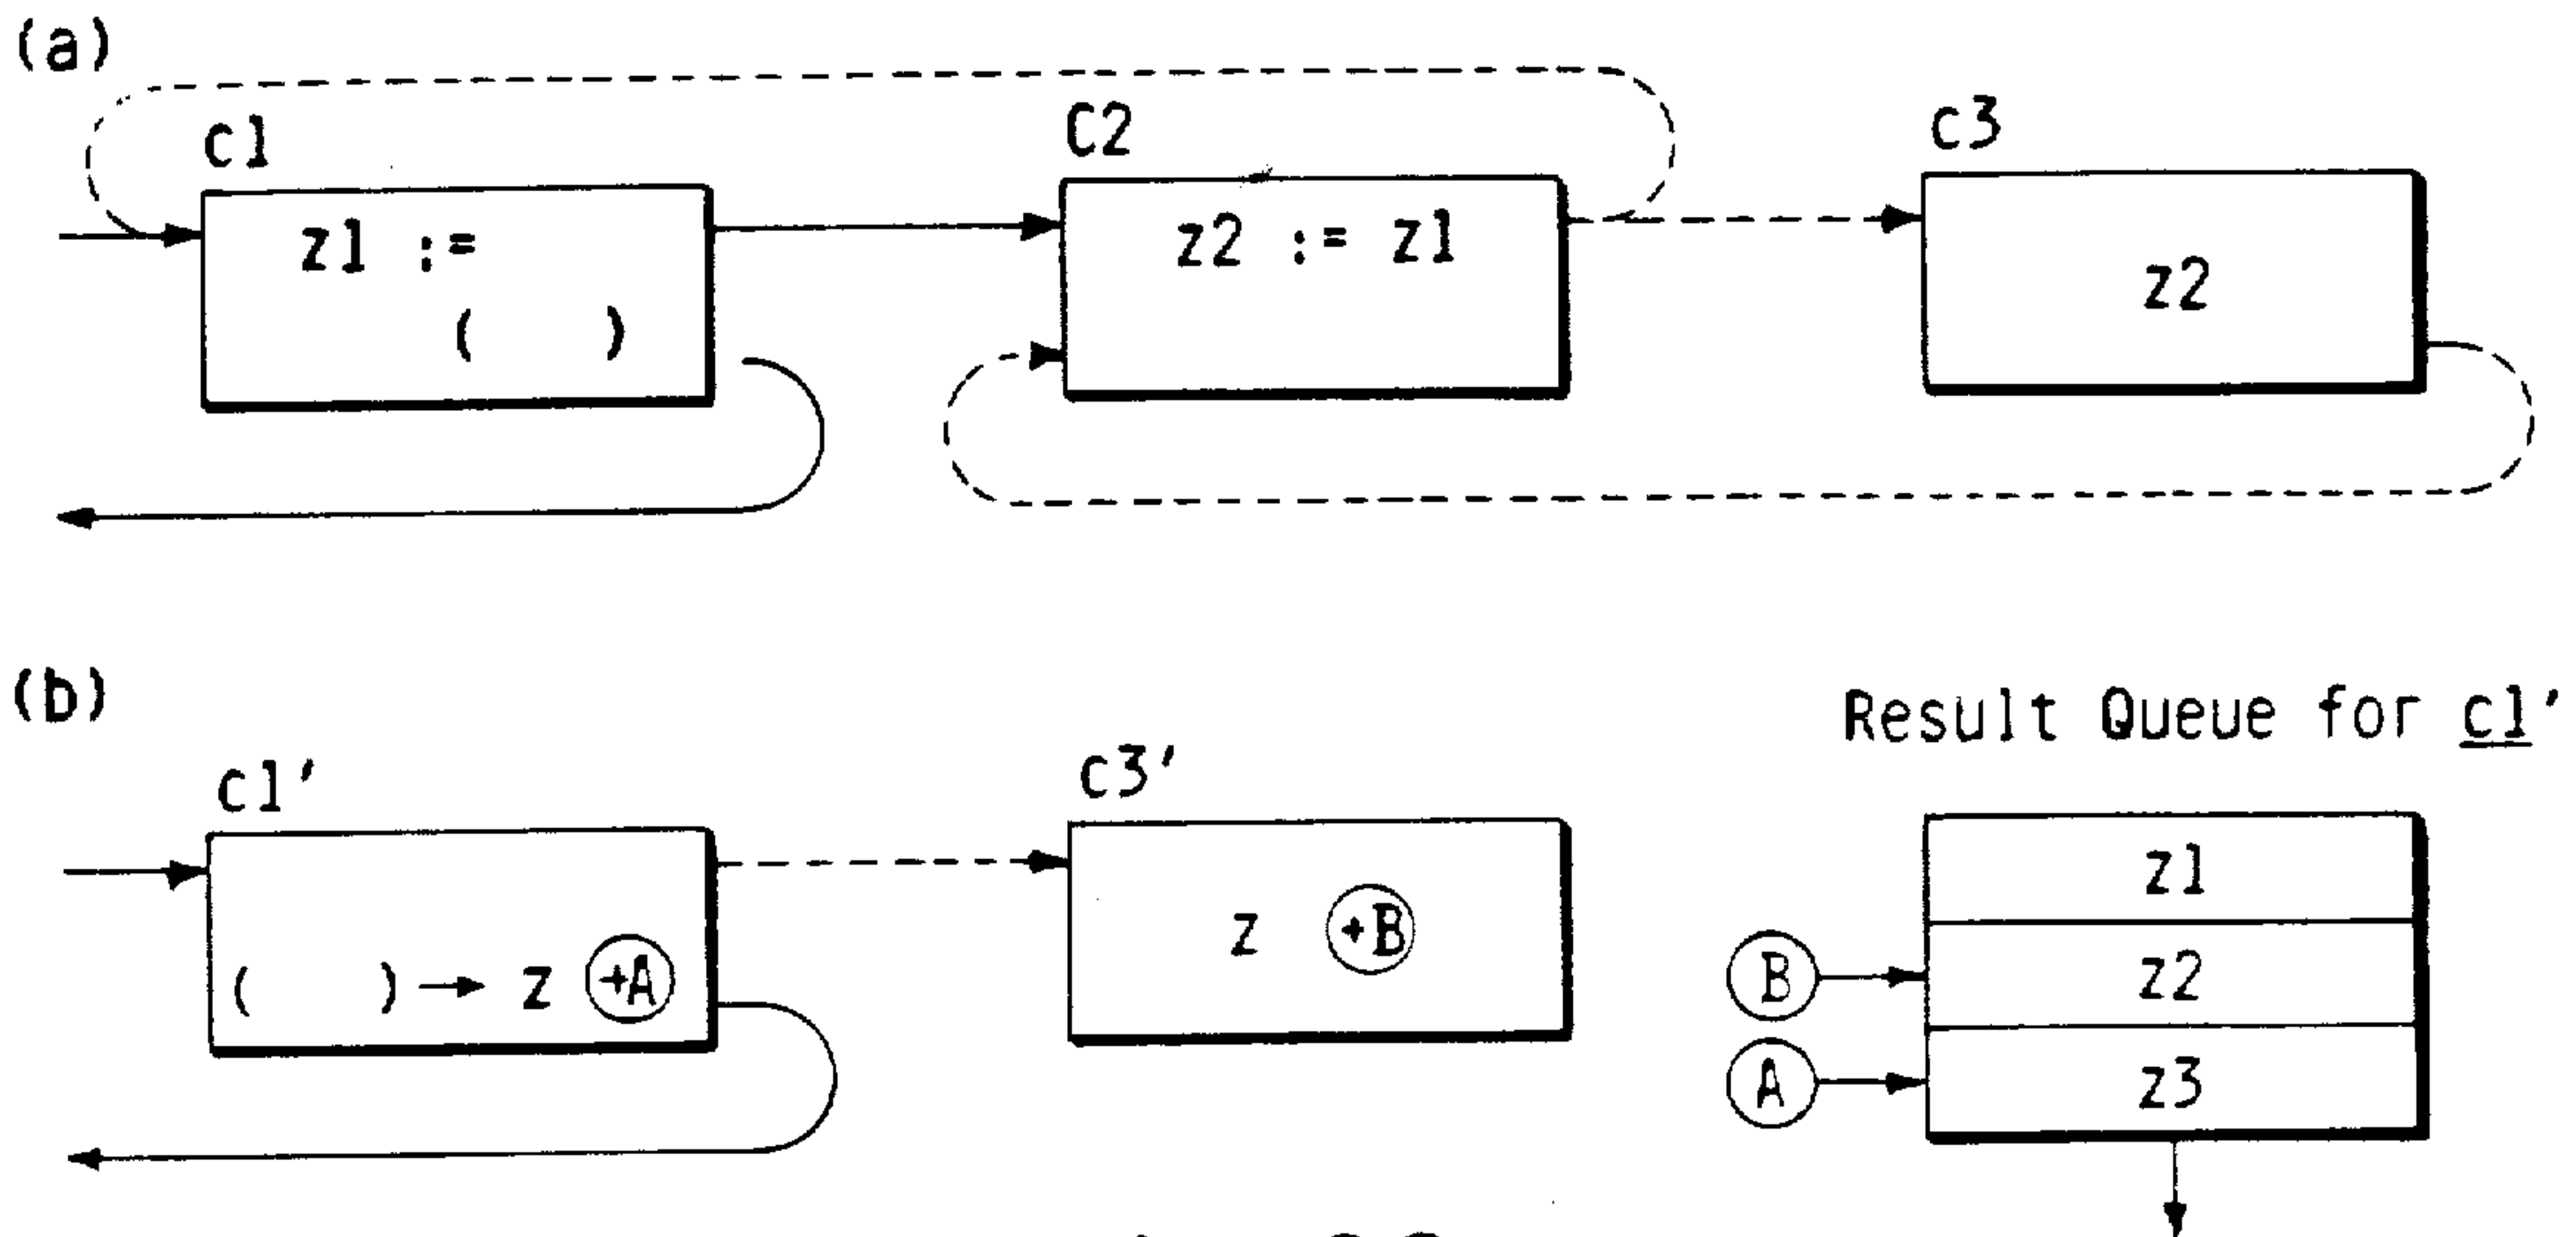 (a)
c1
C2
c3
z1 :=
( )
z2 := z1
z2
(b)
Result Queue for c1'
c1'
c3'
( ) → z +A
z +B
z1
B
z2
A
z3